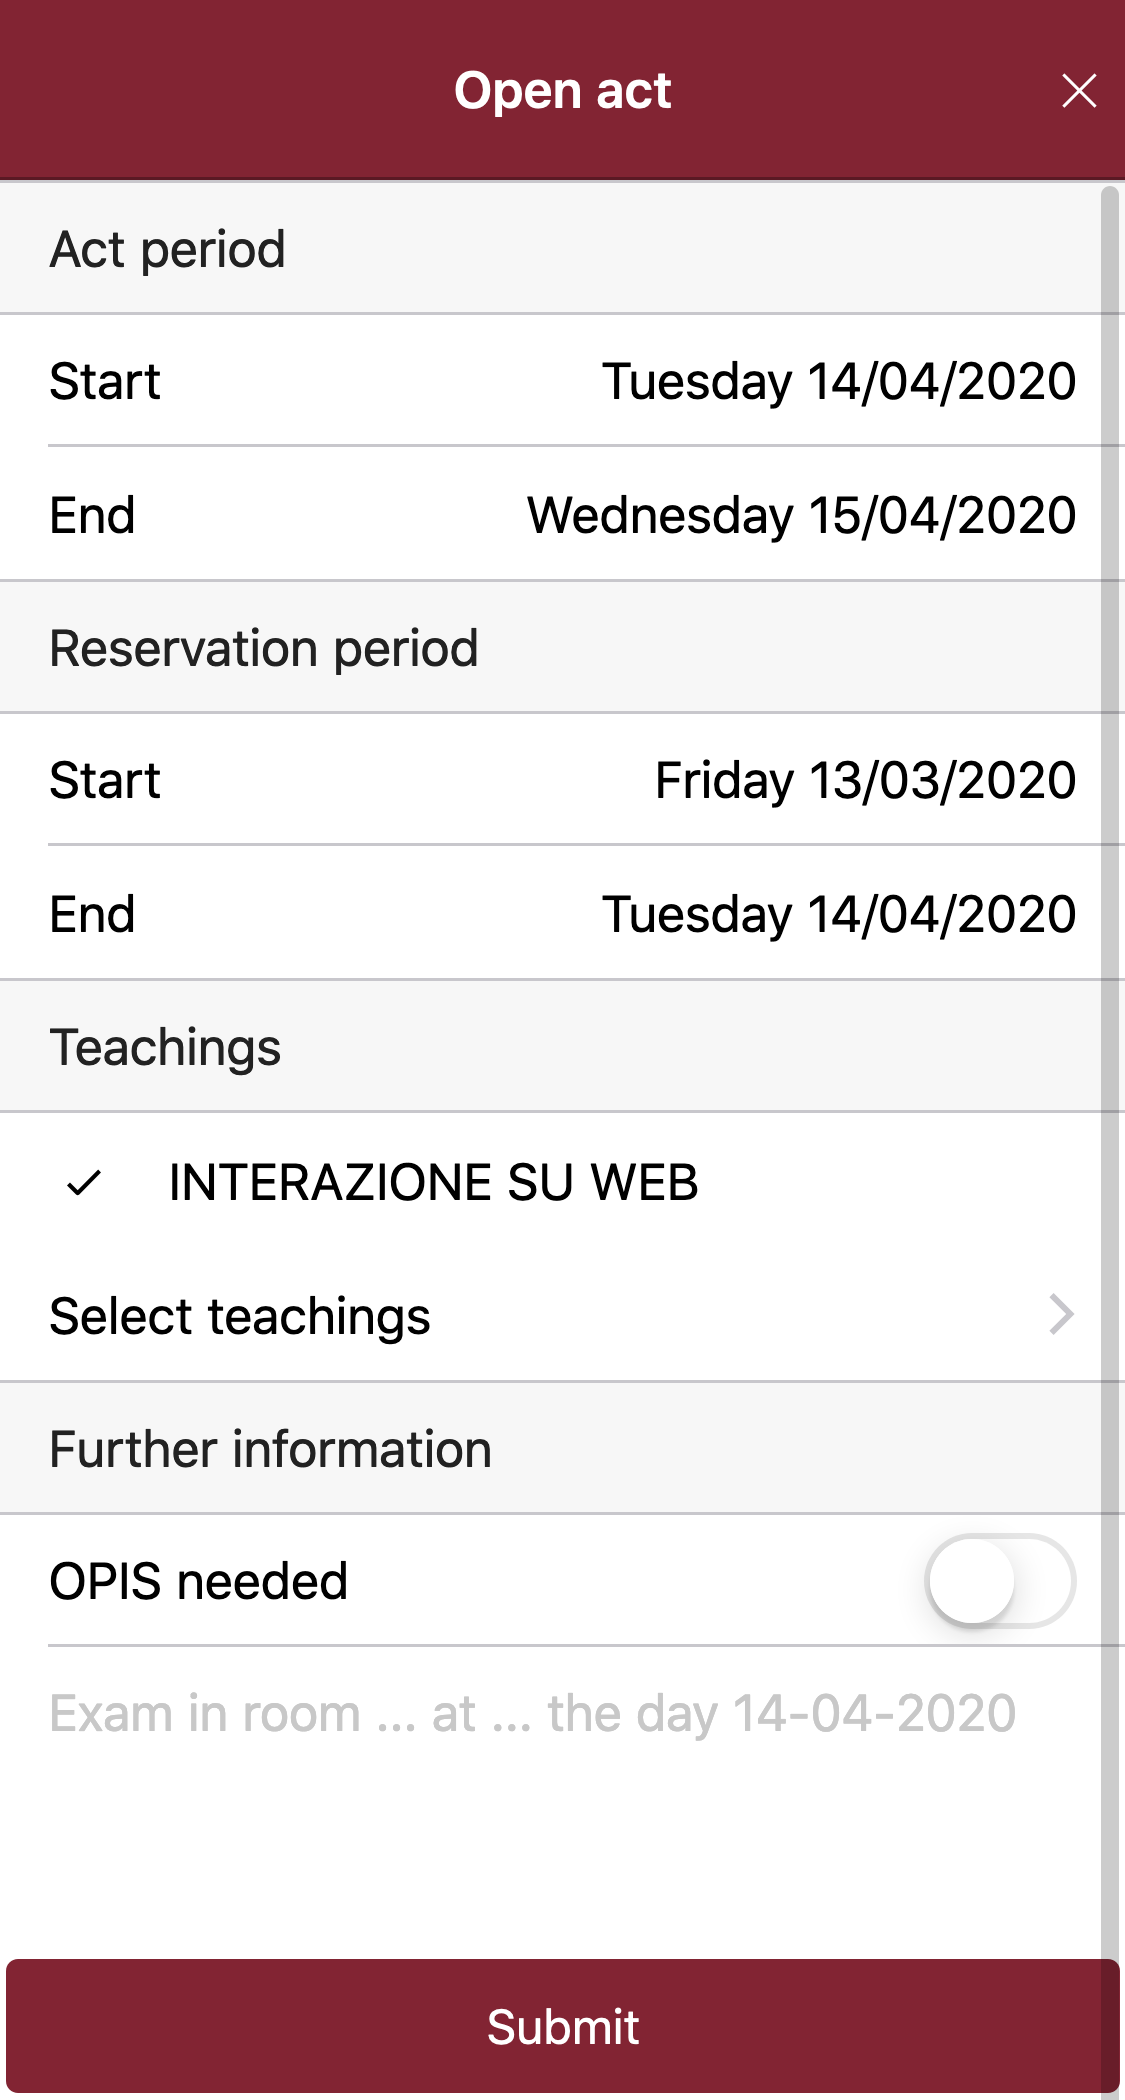 Open act
Act period
Start Tuesday 14/04/2020
End Wednesday 15/04/2020
Reservation period
Start Friday 13/03/2020
End Tuesday 14/04/2020
Teachings
INTERAZIONE SU WEB
Select teachings
Further information
OPIS needed
Exam in room ... at ... the day 14-04-2020
Submit